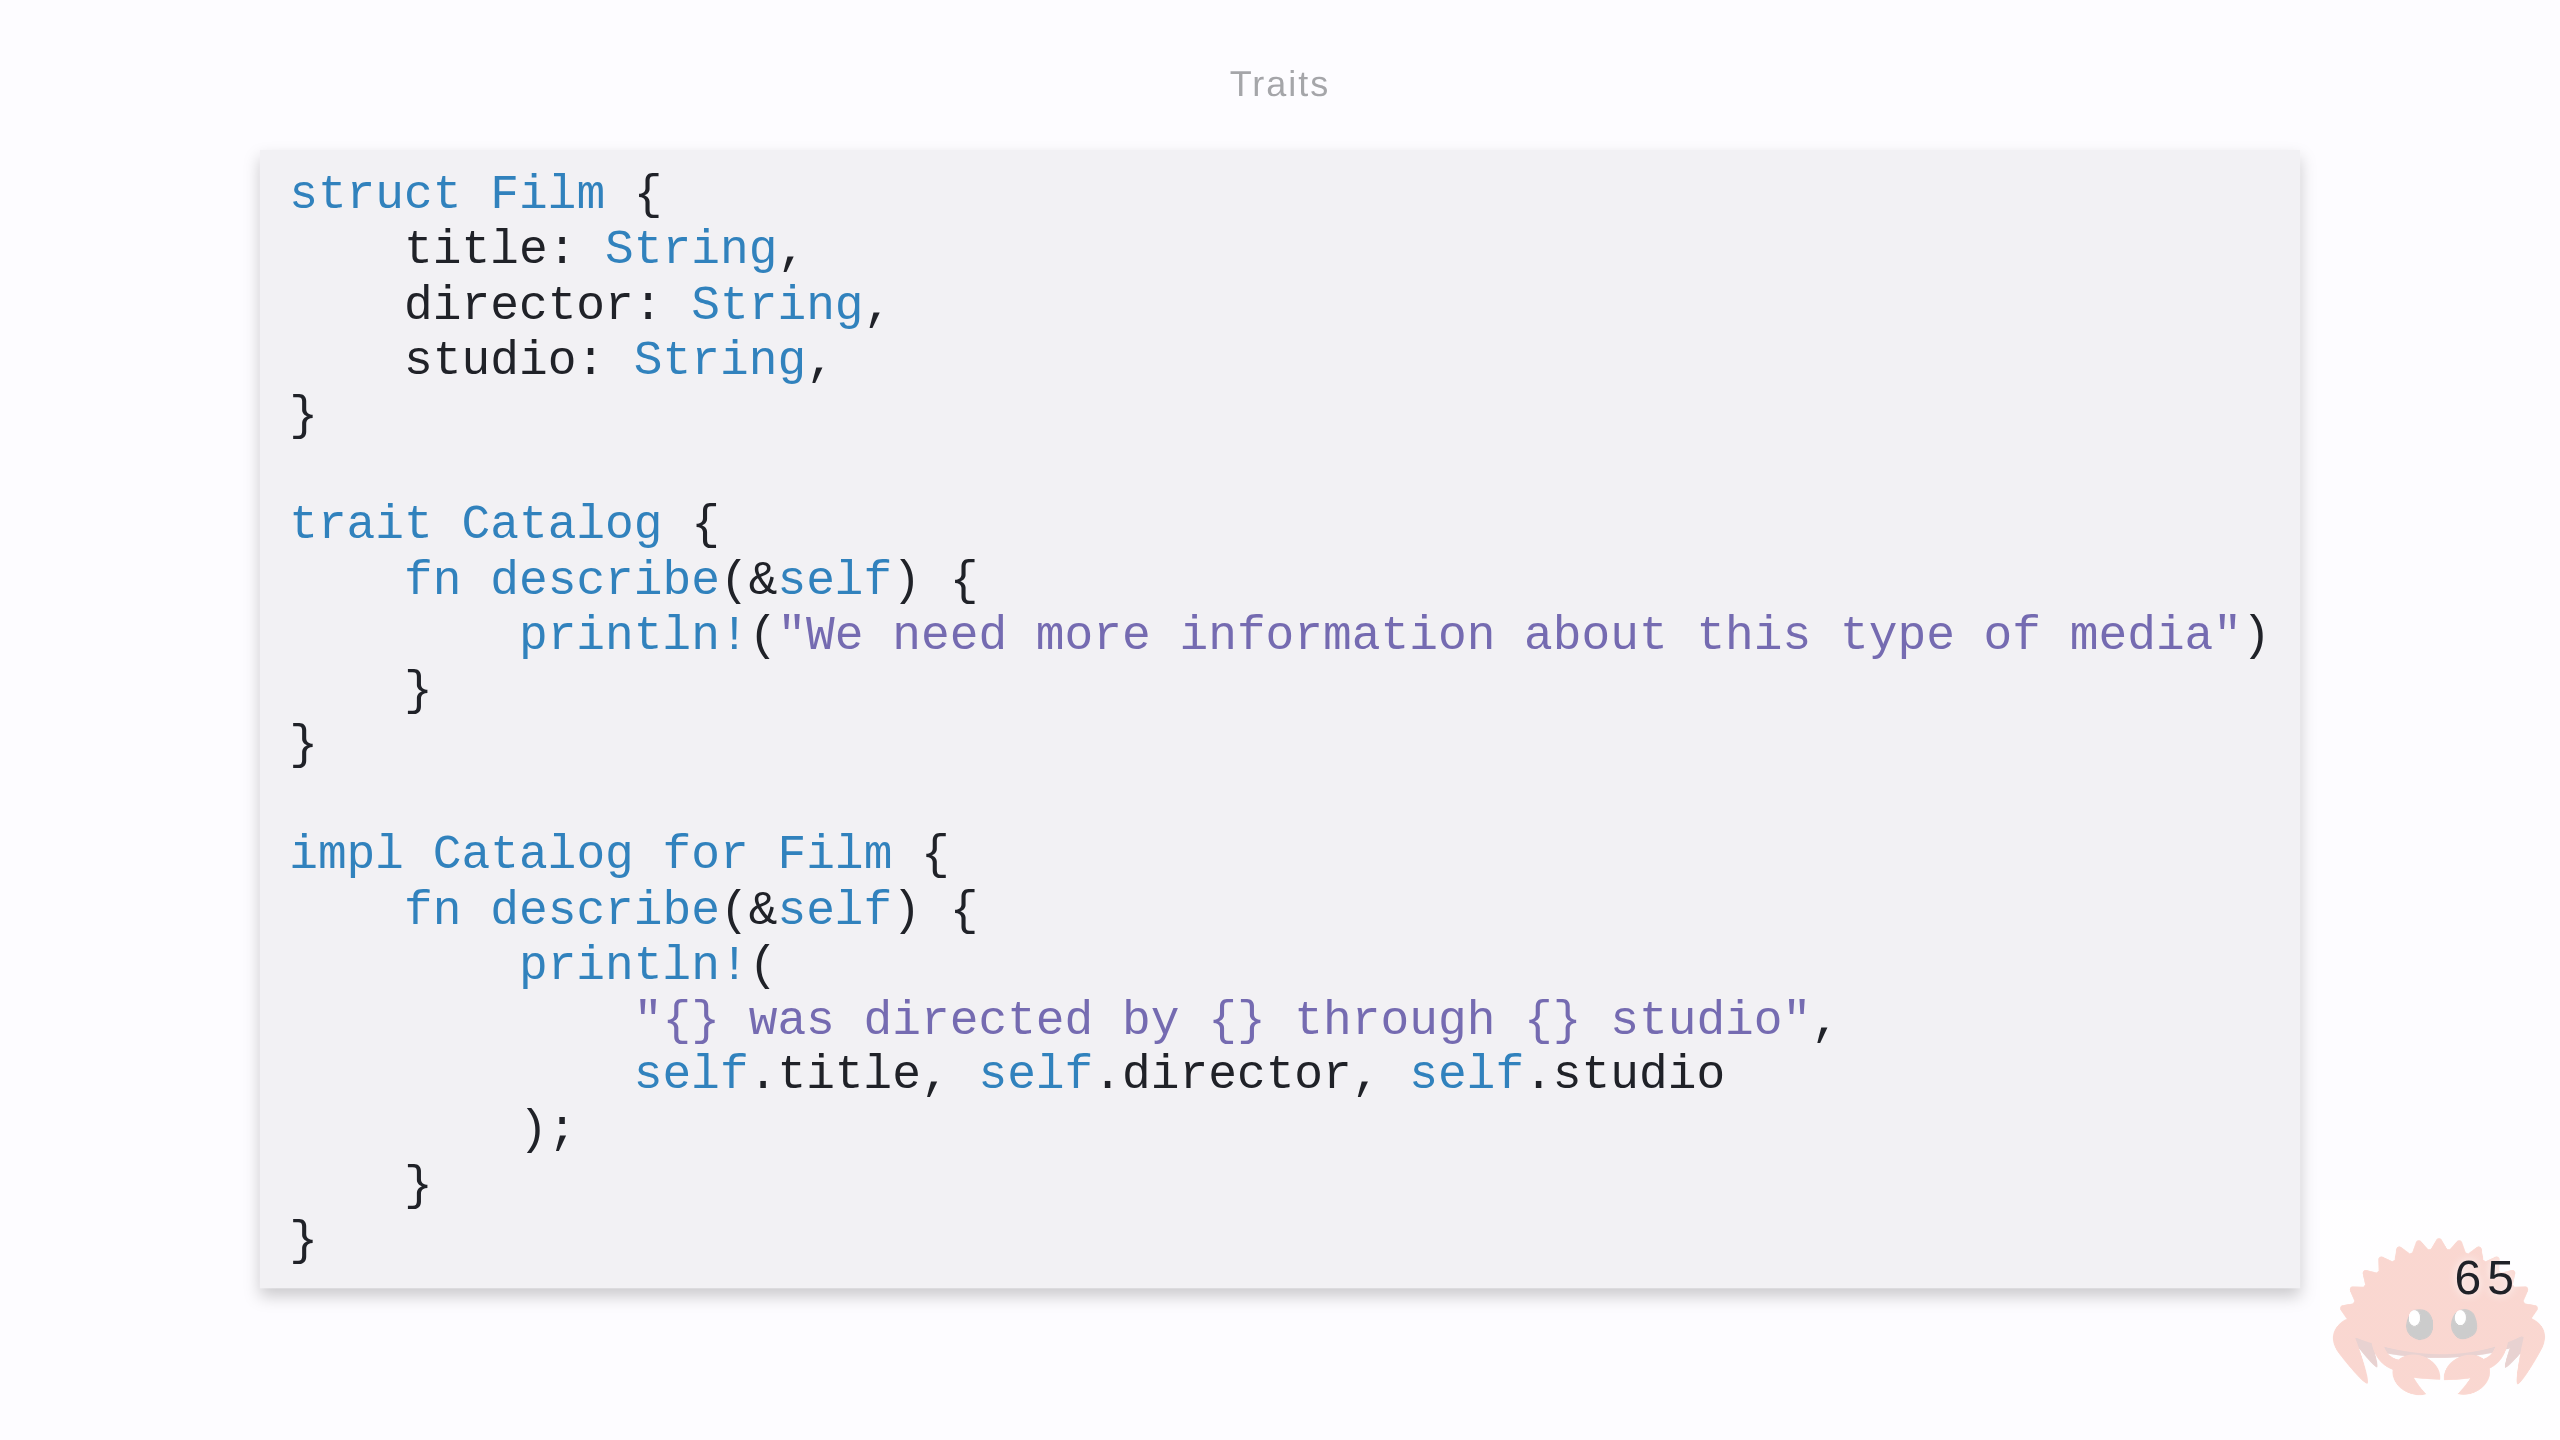 Traits
struct Film {
    title: String,
    director: String,
    studio: String,
}

trait Catalog {
    fn describe(&self) {
        println!("We need more information about this type of media")
    }
}

impl Catalog for Film {
    fn describe(&self) {
        println!(
            "{} was directed by {} through {} studio",
            self.title, self.director, self.studio
        );
    }
}
65